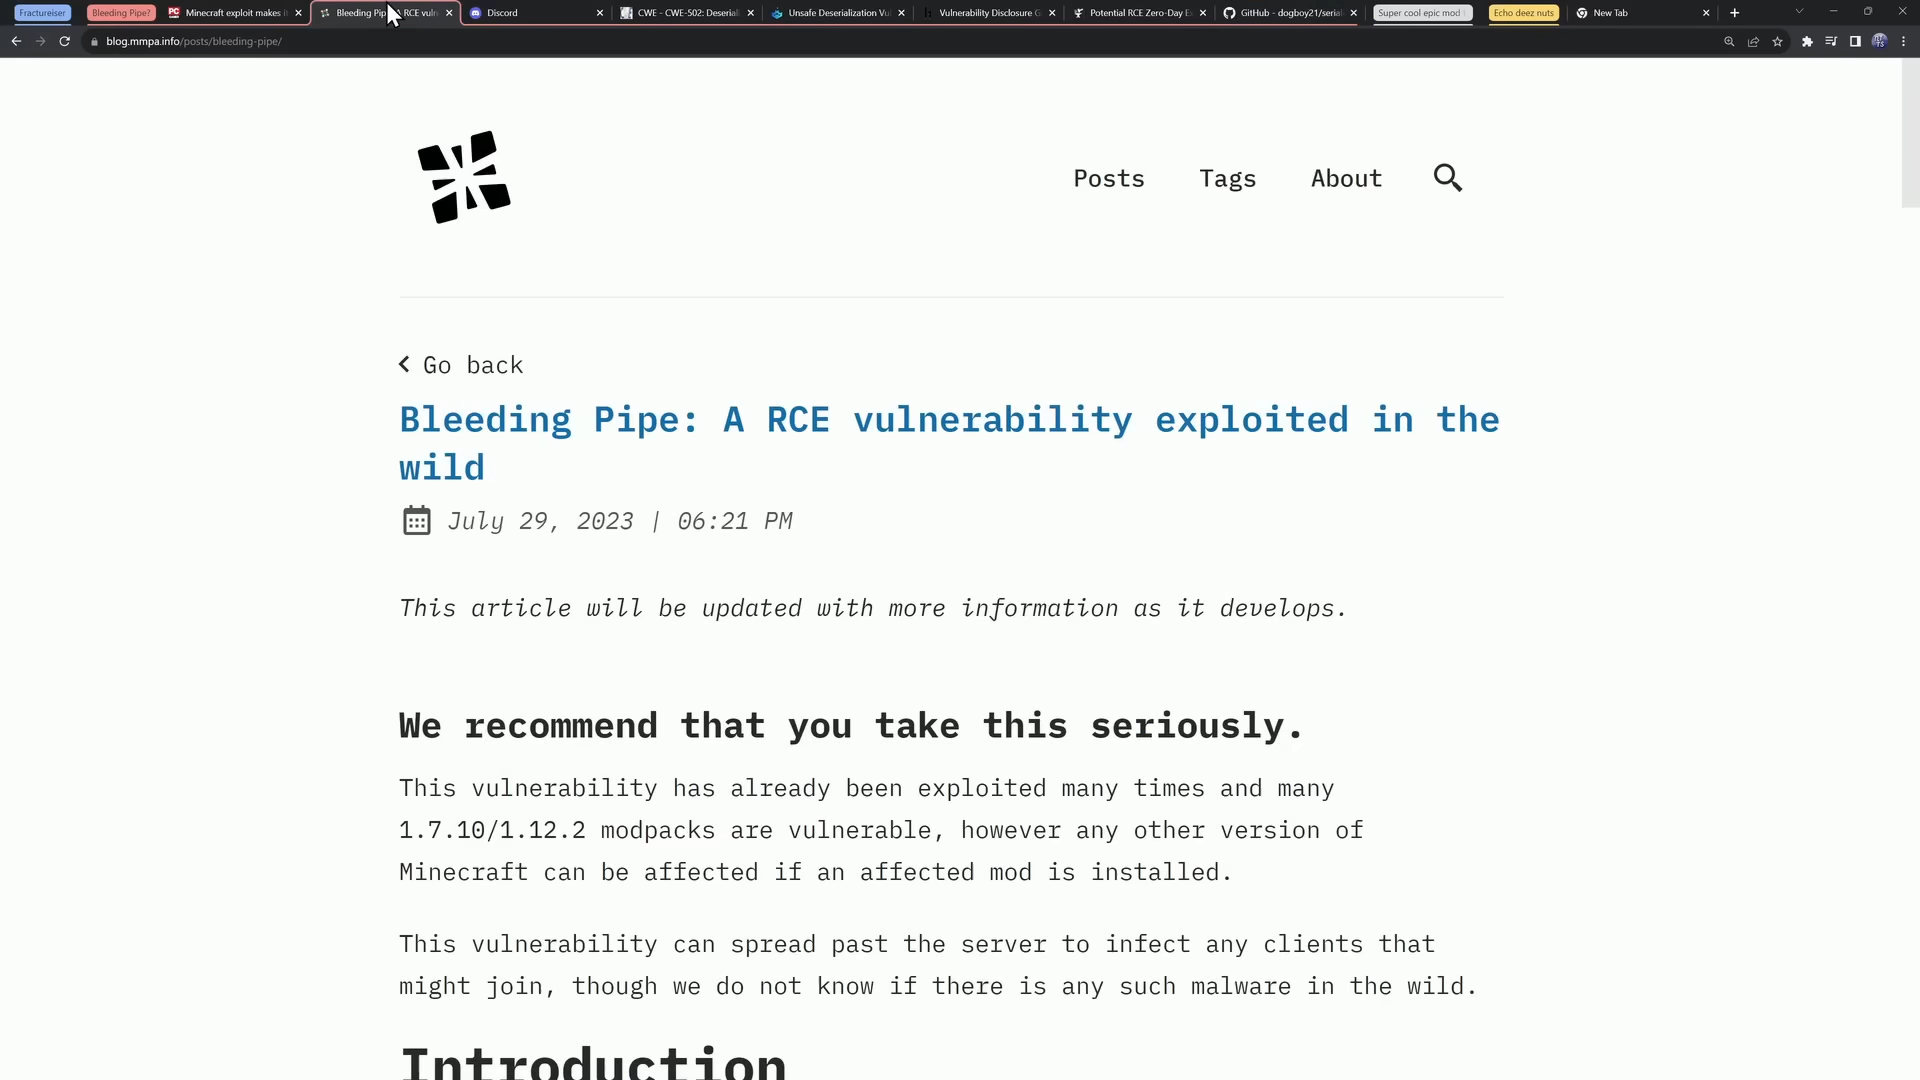 Fractureiser
Bleeding Pipe?
Minecraft exploit makes i
Bleeding Pip
RCE vuln
Discord
CWE - CWE-502: Deseriali
Unsafe Deserialization Vu
Vulnerability Disclosure G
Potential RCE Zero-Day E
GitHub - dogboy21/seria
Super cool epic mod
Echo deez nuts
New Tab
blog.mmpa.info/posts/bleeding-pipe/
Posts
Tags
About
Go back
Bleeding Pipe: A RCE vulnerability exploited in the
wild
July 29, 2023 | 06:21 PM
This article will be updated with more information as it develops.
We recommend that you take this seriously.
This vulnerability has already been exploited many times and many
1.7.10/1.12.2 modpacks are vulnerable, however any other version of
Minecraft can be affected if an affected mod is installed.
This vulnerability can spread past the server to infect any clients that
might join, though we do not know if there is any such malware in the wild.
Introduction